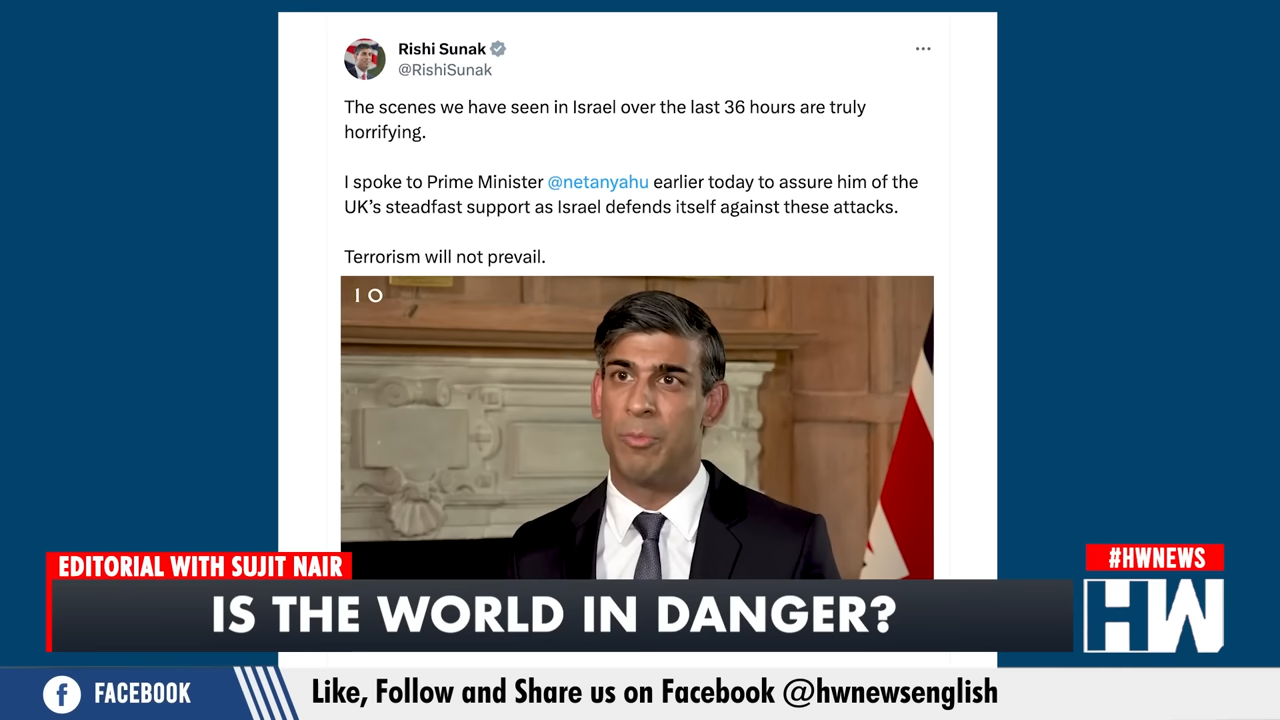 Rishi Sunak
@RishiSunak
The scenes we have seen in Israel over the last 36 hours are truly
horrifying.
I spoke to Prime Minister @netanyahu earlier today to assure him of the
UK's steadfast support as Israel defends itself against these attacks.
Terrorism will not prevail.
10
EDITORIAL WITH SUJIT NAIR
IS THE WORLD IN DANGER?
#HWNEWS
HW
f FACEBOOK
Like, Follow and Share us on Facebook @hwnewsenglish